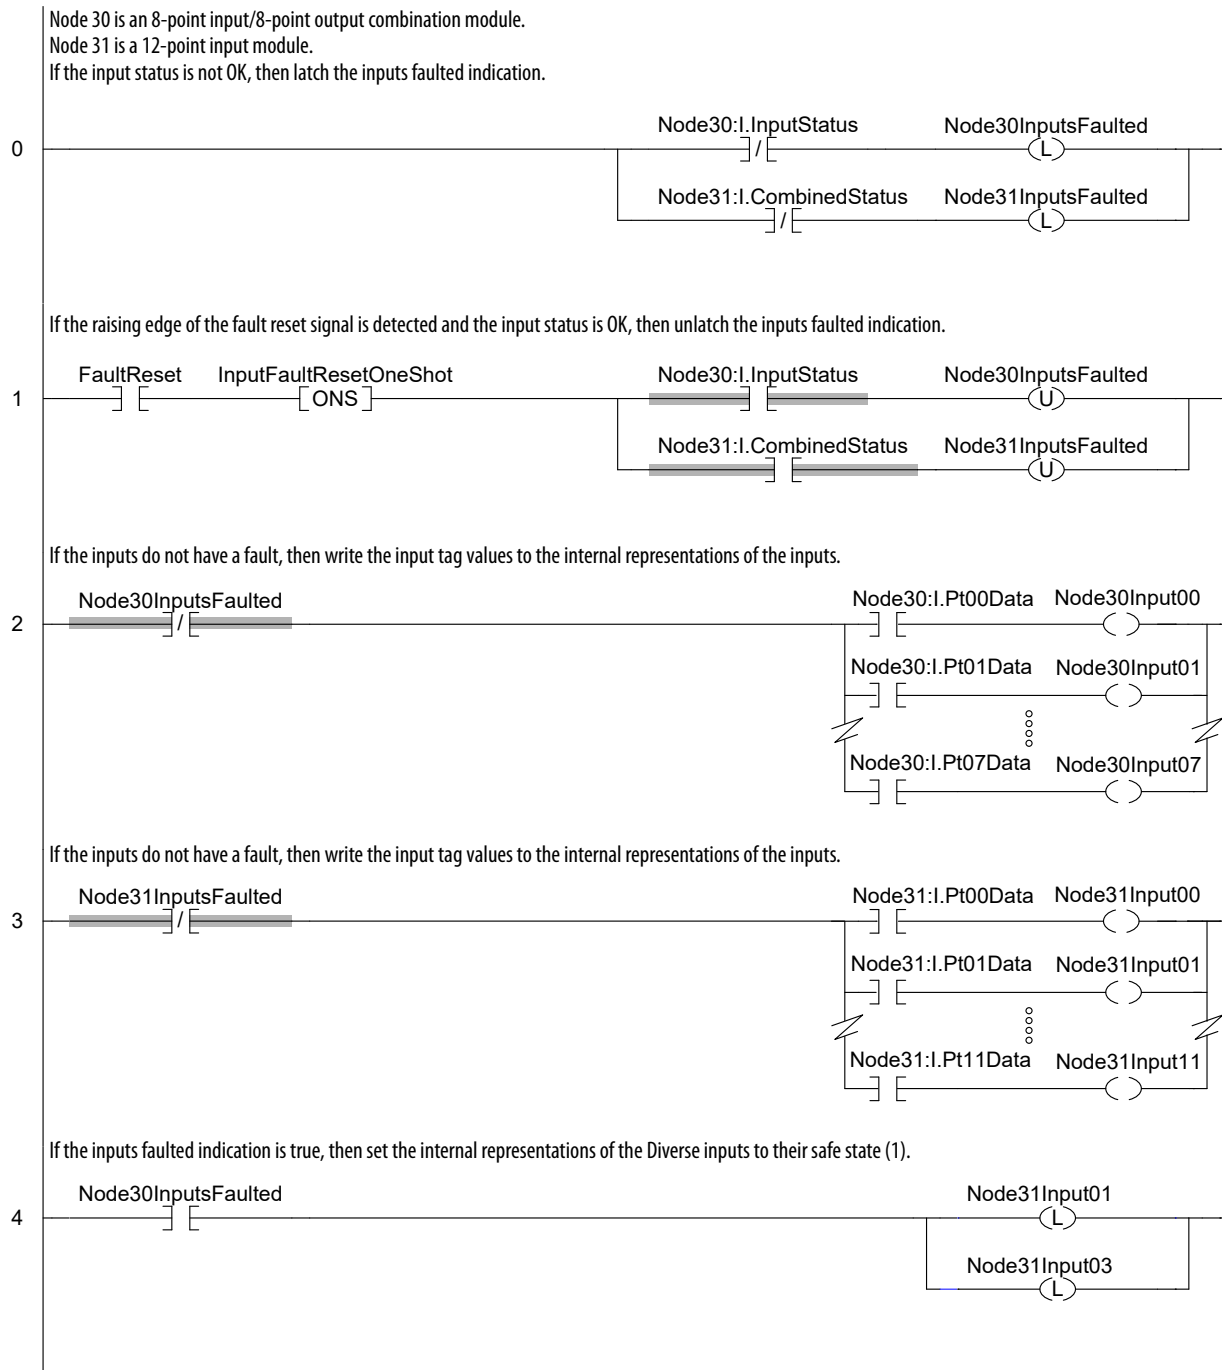 Node 30 is an 8-point input/8-point output combination module.
Node 31 is a 12-point input module.
If the input status is not OK, then latch the inputs faulted indication.
Node30:I.InputStatus Node30InputsFaulted
0 / L
Node31:I.CombinedStatus Node31InputsFaulted
/ L
If the raising edge of the fault reset signal is detected and the input status is OK, then unlatch the inputs faulted indication.
FaultReset InputFaultResetOneShot Node30:I.InputStatus Node30InputsFaulted
1 ONS U
Node31:I.CombinedStatus Node31InputsFaulted
U
If the inputs do not have a fault, then write the input tag values to the internal representations of the inputs.
Node30InputsFaulted Node30:I.Pt00Data Node30Input00
2 /
Node30:I.Pt01Data Node30Input01
Node30:I.Pt07Data Node30Input07
If the inputs do not have a fault, then write the input tag values to the internal representations of the inputs.
Node31InputsFaulted Node31:I.Pt00Data Node31Input00
3 /
Node31:I.Pt01Data Node31Input01
Node31:I.Pt11Data Node31Input11
If the inputs faulted indication is true, then set the internal representations of the Diverse inputs to their safe state (1).
Node30InputsFaulted Node31Input01
4 L
Node31Input03
L